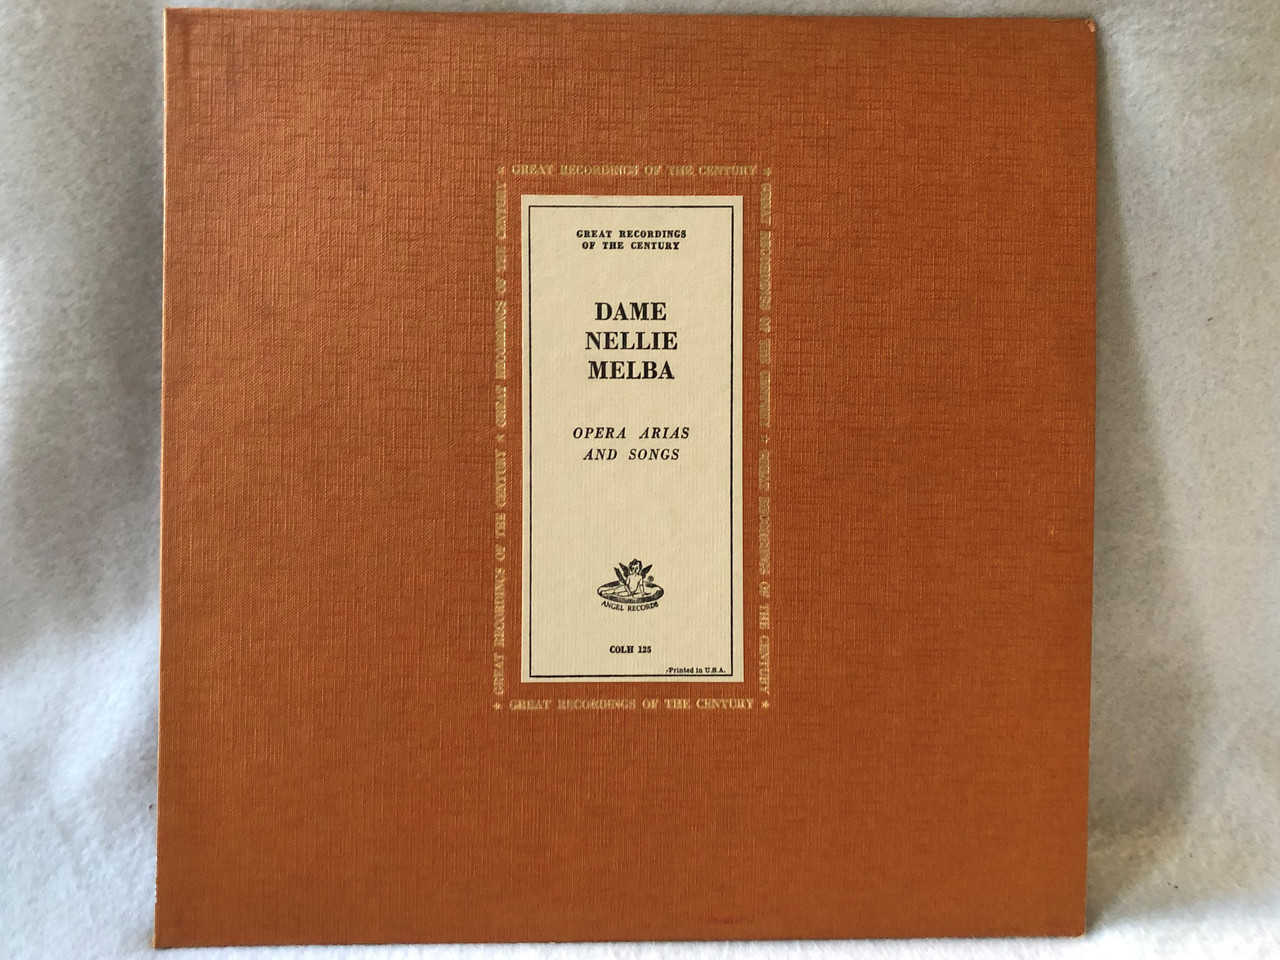 ★ GREAT RECORDINGS OF THE CENTURY ★
GREAT RECORDINGS OF THE CENTURY ★ GREAT RECORDINGS OF THE CENTURY
GREAT RECORDINGS OF THE CENTURY ★ GREAT RECORDINGS OF THE CENTURY
GREAT RECORDINGS
OF THE CENTURY
DAME
NELLIE
MELBA
OPERA ARIAS
AND SONGS
®
ANGEL RECORDS
COLH 125
Printed in U.S.A.
★ GREAT RECORDINGS OF THE CENTURY ★